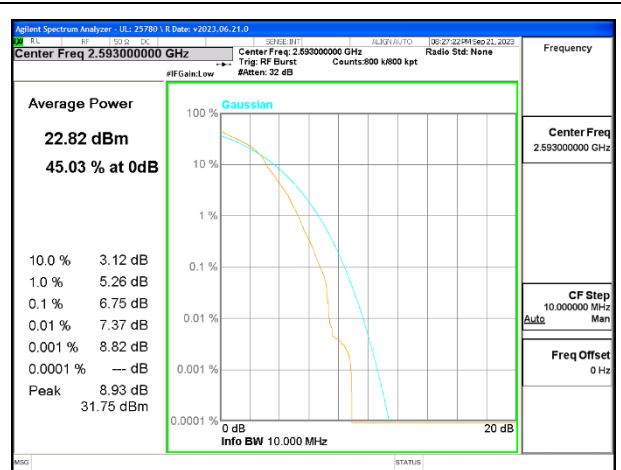 Agilent Spectrum Analyzer - UL: 25780 \ R Date: v2023.06.21.0
RL RF 50 Ω DC SENSE:INT ALIGN AUTO 08:27:22 PM Sep 21, 2023
Center Freq 2.593000000 GHz
Center Freq: 2.593000000 GHz Radio Std: None
Trig: RF Burst Counts:800 k/800 kpt
#IFGain:Low #Atten: 32 dB
Frequency
Average Power
22.82 dBm
45.03 % at 0dB
10.0 % 3.12 dB
1.0 % 5.26 dB
0.1 % 6.75 dB
0.01 % 7.37 dB
0.001 % 8.82 dB
0.0001 % --- dB
Peak 8.93 dB
31.75 dBm
100 % Gaussian
10 %
1 %
0.1 %
0.01 %
0.001 %
0.0001 %
0 dB 20 dB
Info BW 10.000 MHz
Center Freq
2.593000000 GHz
CF Step
10.000000 MHz
Auto Man
Freq Offset
0 Hz
MSG STATUS